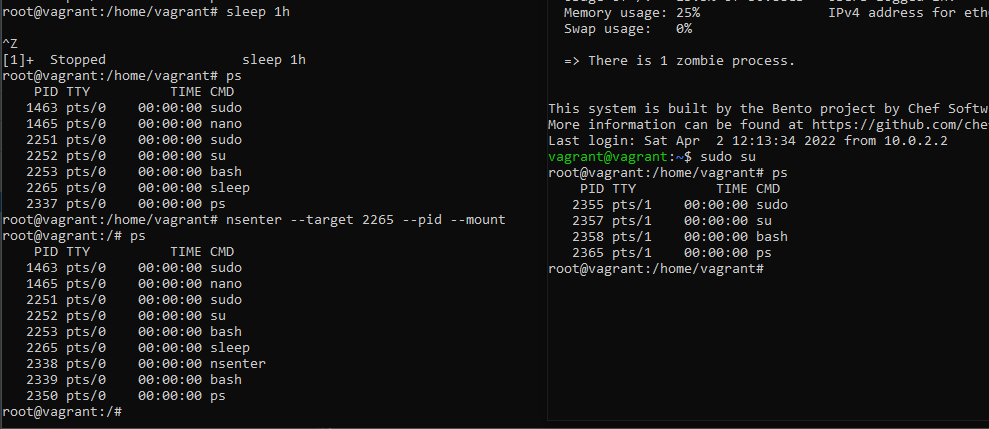 root@vagrant:/home/vagrant# sleep 1h
^Z
[1]+  Stopped                 sleep 1h
root@vagrant:/home/vagrant# ps
    PID TTY          TIME CMD
   1463 pts/0    00:00:00 sudo
   1465 pts/0    00:00:00 nano
   2251 pts/0    00:00:00 sudo
   2252 pts/0    00:00:00 su
   2253 pts/0    00:00:00 bash
   2265 pts/0    00:00:00 sleep
   2337 pts/0    00:00:00 ps
root@vagrant:/home/vagrant# nsenter --target 2265 --pid --mount
root@vagrant:/# ps
    PID TTY          TIME CMD
   1463 pts/0    00:00:00 sudo
   1465 pts/0    00:00:00 nano
   2251 pts/0    00:00:00 sudo
   2252 pts/0    00:00:00 su
   2253 pts/0    00:00:00 bash
   2265 pts/0    00:00:00 sleep
   2338 pts/0    00:00:00 nsenter
   2339 pts/0    00:00:00 bash
   2350 pts/0    00:00:00 ps
root@vagrant:/#
  Memory usage: 25%                IPv4 address for eth
  Swap usage:   0%
  => There is 1 zombie process.
This system is built by the Bento project by Chef Softw
More information can be found at https://github.com/che
Last login: Sat Apr  2 12:13:34 2022 from 10.0.2.2
vagrant@vagrant:~$ sudo su
root@vagrant:/home/vagrant# ps
    PID TTY          TIME CMD
   2355 pts/1    00:00:00 sudo
   2357 pts/1    00:00:00 su
   2358 pts/1    00:00:00 bash
   2365 pts/1    00:00:00 ps
root@vagrant:/home/vagrant#